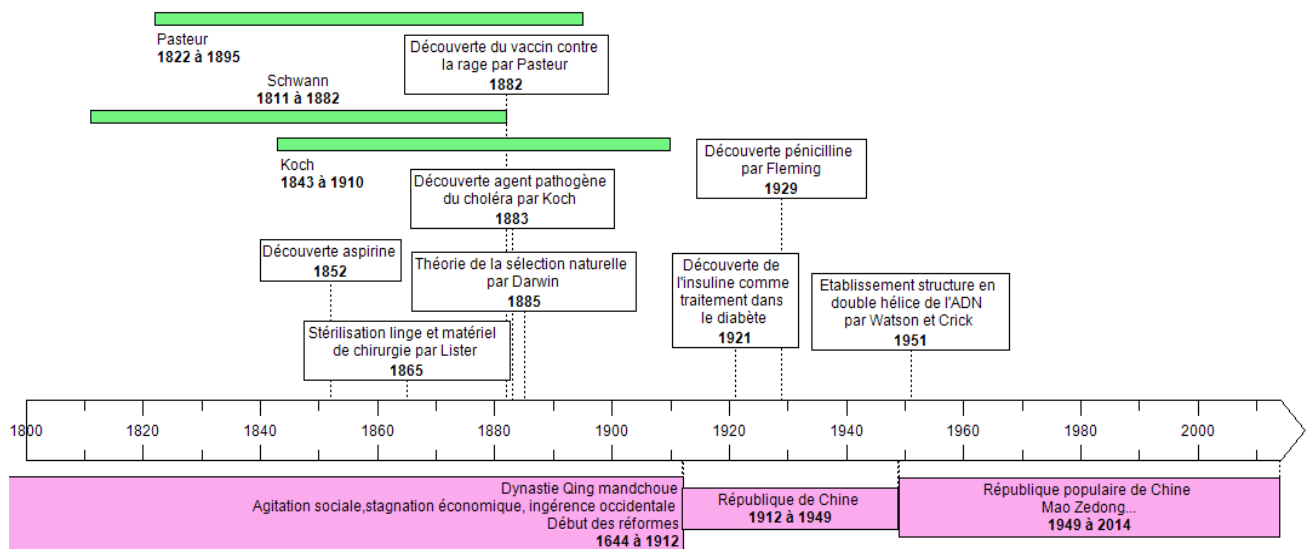 Pasteur
1822 à 1895
Découverte du vaccin contre
la rage par Pasteur
1882
Schwann
1811 à 1882
Koch
1843 à 1910
Découverte pénicilline
par Fleming
1929
Découverte agent pathogène
du choléra par Koch
1883
Découverte aspirine
1852
Théorie de la sélection naturelle
par Darwin
1885
Découverte de
l'insuline comme
traitement dans
le diabète
1921
Etablissement structure en
double hélice de l'ADN
par Watson et Crick
1951
Stérilisation linge et matériel
de chirurgie par Lister
1865
1800 1820 1840 1860 1880 1900 1920 1940 1960 1980 2000
Dynastie Qing mandchoue
Agitation sociale,stagnation économique, ingérence occidentale
Début des réformes
1644 à 1912
République de Chine
1912 à 1949
République populaire de Chine
Mao Zedong...
1949 à 2014